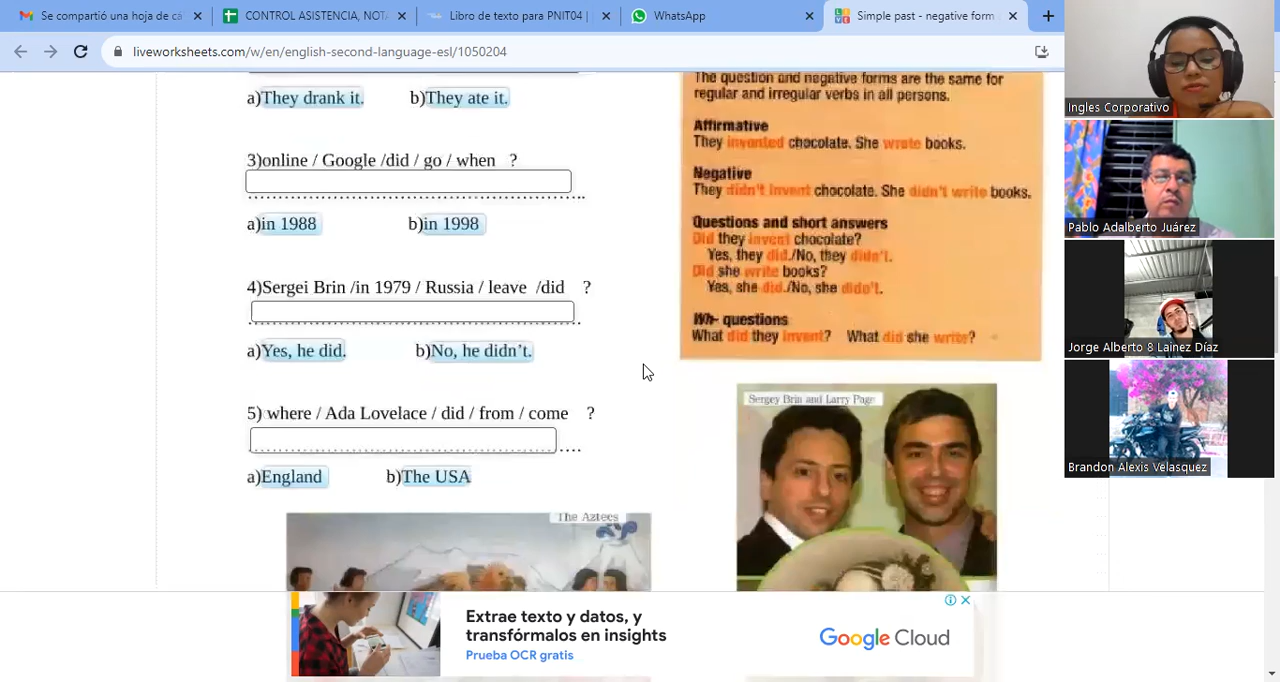 Se compartió una hoja de ca
CONTROL ASISTENCIA, NOTA
Libro de texto para PNIT04 |
WhatsApp
Simple past - negative form
liveworksheets.com/w/en/english-second-language-esl/1050204
a)They drank it.
b)They ate it.
3)online / Google /did / go / when ?
a)in 1988
b)in 1998
4)Sergei Brin /in 1979 / Russia / leave /did ?
a)Yes, he did.
b)No,he didn't.
5) where / Ada Lovelace / did / from / come ?
a)England
b)The USA
The Aztecs
The question and negative forms are the same for
regular and irregular verbs in all persons.
Affirmative
They invented chocolate. She wrote books.
Negative
They didn't invent chocolate. She didn't write books.
Questions and short answers
Did they invent chocolate?
Yes, they did./No, they didn't.
Did she write books?
Yes, she did./No, she didn't.
Wh- questions
What did they invent? What did she write?
Sergey Brin and Larry Page
Extrae texto y datos, y
transfórmalos en insights
Prueba OCR gratis
Google Cloud
Ingles Corporativo
Pablo Adalberto Juárez
Jorge Alberto 8 Lainez Díaz
Brandon Alexis Velasquez